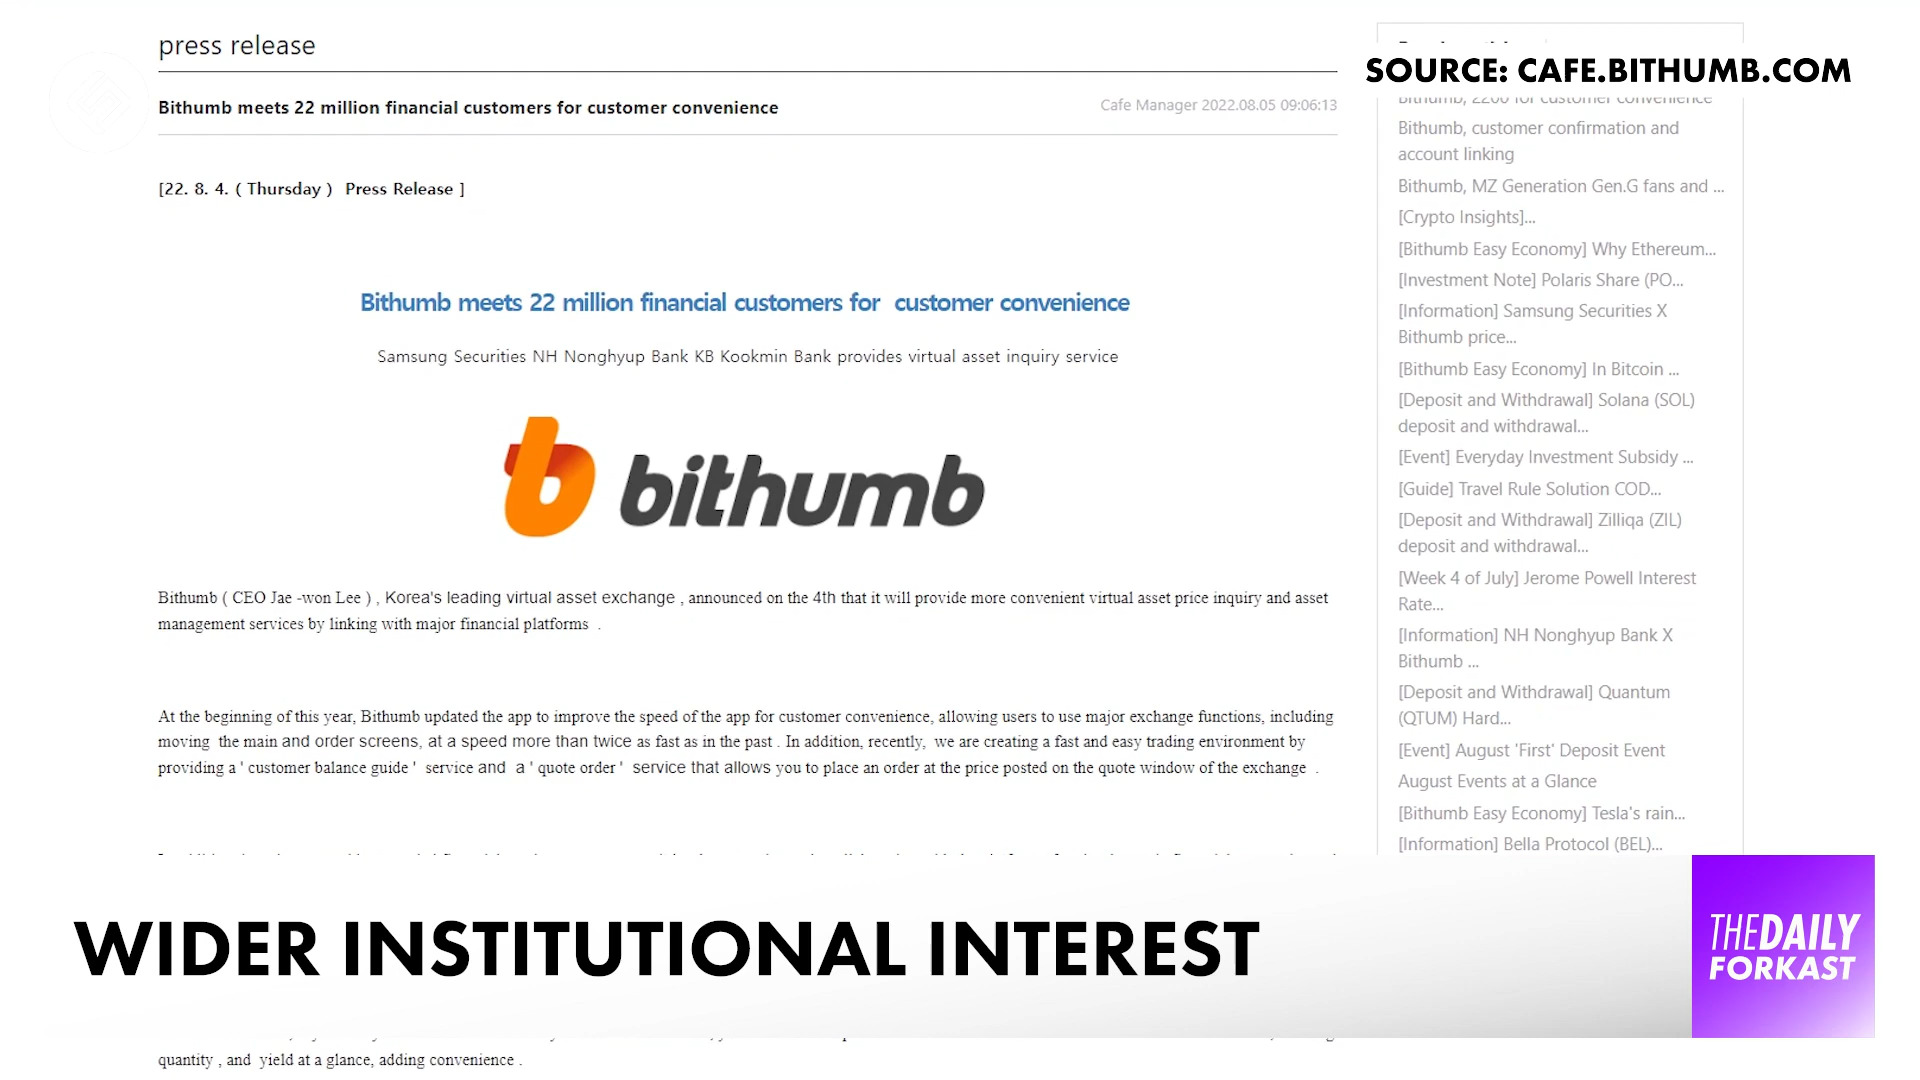 press release
SOURCE: CAFE.BITHUMB.COM
Bithumb meets 22 million financial customers for customer convenience
Cafe Manager 2022.08.05 09:06:13
[22. 8. 4. ( Thursday ) Press Release ]
Bithumb meets 22 million financial customers for customer convenience
Samsung Securities NH Nonghyup Bank KB Kookmin Bank provides virtual asset inquiry service
bithumb
Bithumb ( CEO Jae -won Lee ) , Korea's leading virtual asset exchange , announced on the 4th that it will provide more convenient virtual asset price inquiry and asset
management services by linking with major financial platforms .
At the beginning of this year, Bithumb updated the app to improve the speed of the app for customer convenience, allowing users to use major exchange functions, including
moving the main and order screens, at a speed more than twice as fast as in the past . In addition, recently, we are creating a fast and easy trading environment by
providing a ' customer balance guide ' service and a ' quote order ' service that allows you to place an order at the price posted on the quote window of the exchange .
quantity , and yield at a glance, adding convenience .
Bithumb, 2200 for customer convenience
Bithumb, customer confirmation and
account linking
Bithumb, MZ Generation Gen.G fans and ...
[Crypto Insights]...
[Bithumb Easy Economy] Why Ethereum...
[Investment Note] Polaris Share (PO...
[Information] Samsung Securities X
Bithumb price...
[Bithumb Easy Economy] In Bitcoin ...
[Deposit and Withdrawal] Solana (SOL)
deposit and withdrawal...
[Event] Everyday Investment Subsidy ...
[Guide] Travel Rule Solution COD...
[Deposit and Withdrawal] Zilliqa (ZIL)
deposit and withdrawal...
[Week 4 of July] Jerome Powell Interest
Rate...
[Information] NH Nonghyup Bank X
Bithumb ...
[Deposit and Withdrawal] Quantum
(QTUM) Hard...
[Event] August 'First' Deposit Event
August Events at a Glance
[Bithumb Easy Economy] Tesla's rain...
[Information] Bella Protocol (BEL)...
WIDER INSTITUTIONAL INTEREST
THE DAILY
FORKAST